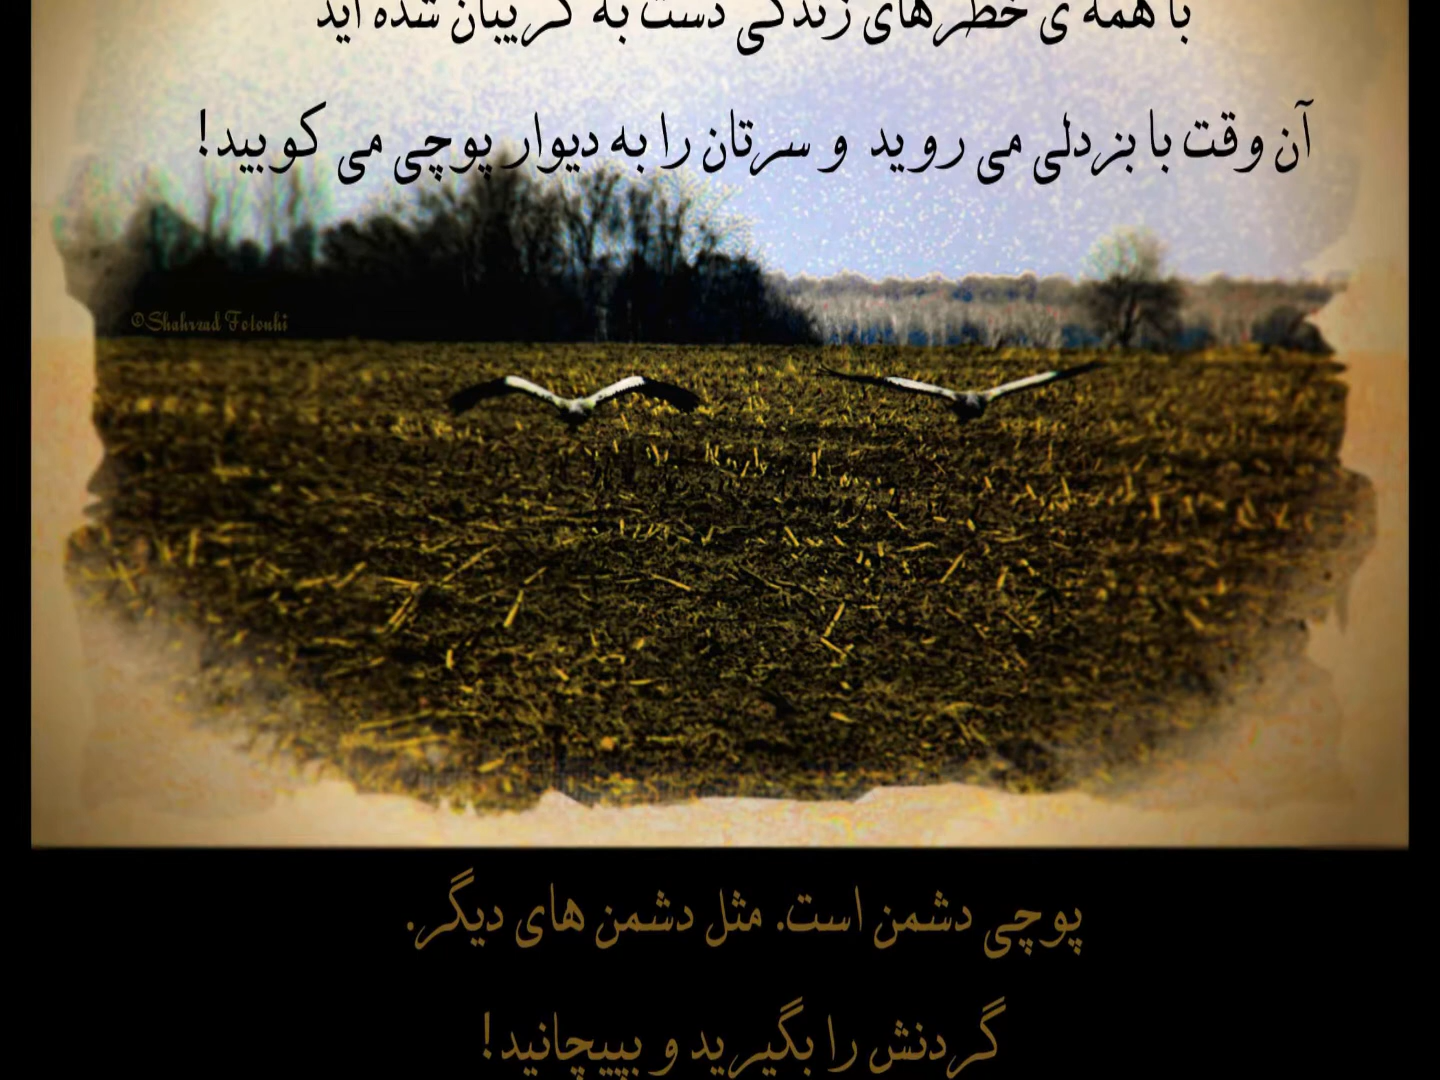 با همه ی خطرهای زندگی دست به گریبان شده اید
آن وقت با بزدلی می روید و سرتان را به دیوار پوچی می کوبید!
©Shahrzad Fotouhi
پوچی دشمن است. مثل دشمن های دیگر.
گردنش را بگیرید و بپیچانید!